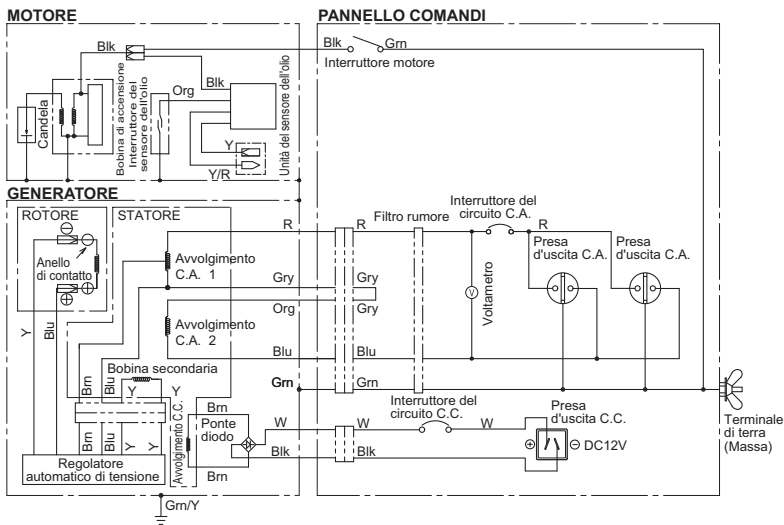 MOTORE
PANNELLO COMANDI
Blk
Blk
Grn
Interruttore motore
Blk
Org
Candela
Bobina di accensione
Interruttore del
sensore dell'olio
Unità del sensore dell'olio
Y
Y/R
GENERATORE
ROTORE
STATORE
Anello
di contatto
Y
Blu
Avvolgimento
C.A. 1
Avvolgimento
C.A. 2
R
Gry
Org
Blu
Grn
R
Gry
Gry
Blu
Grn
Filtro rumore
Interruttore del
circuito C.A.
R
V
Voltametro
Presa
d'uscita C.A.
Presa
d'uscita C.A.
Bobina secondaria
Brn
Blu
Y
Y
Brn
Blu
Y
Y
Regolatore
automatico di tensione
Avvolgimento C.C.
Brn
Ponte
diodo
Brn
W
Blk
W
Blk
Interruttore del
circuito C.C.
W
Presa
d'uscita C.C.
DC12V
Terminale
di terra
(Massa)
Grn/Y